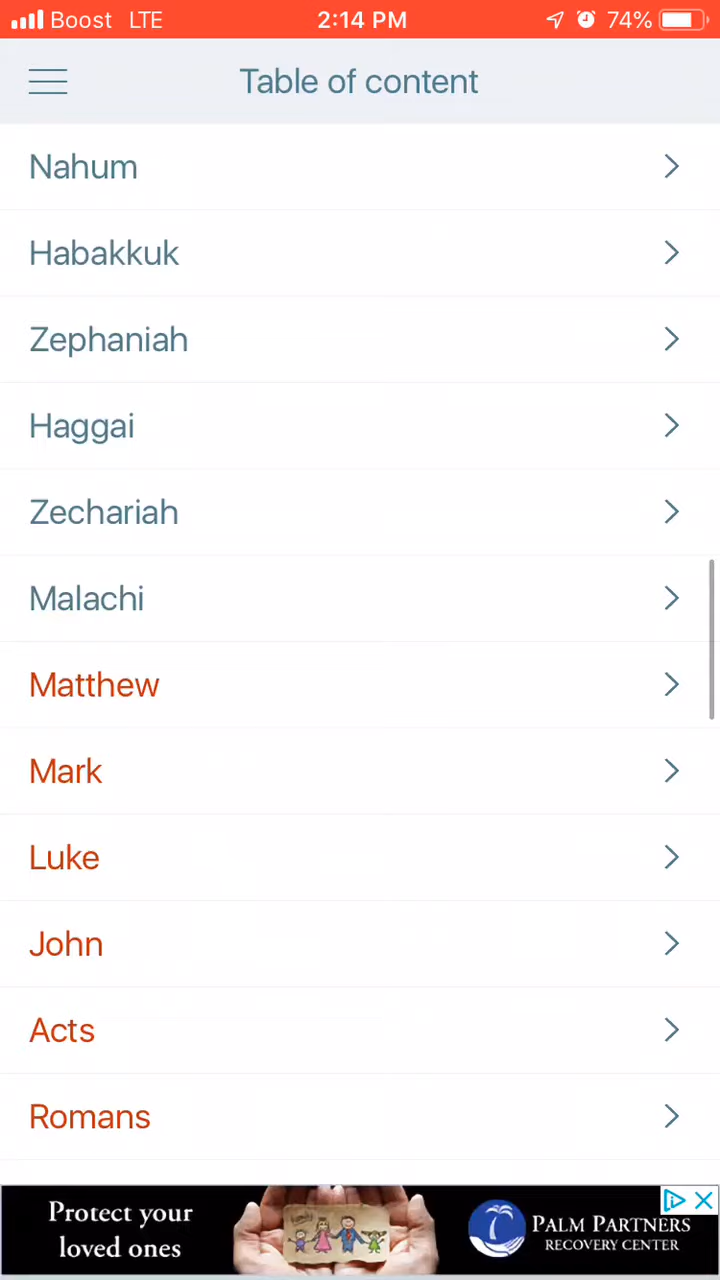 Boost LTE 2:14 PM 74%
Table of content
Nahum
Habakkuk
Zephaniah
Haggai
Zechariah
Malachi
Matthew
Mark
Luke
John
Acts
Romans
Protect your
loved ones
PALM PARTNERS
RECOVERY CENTER